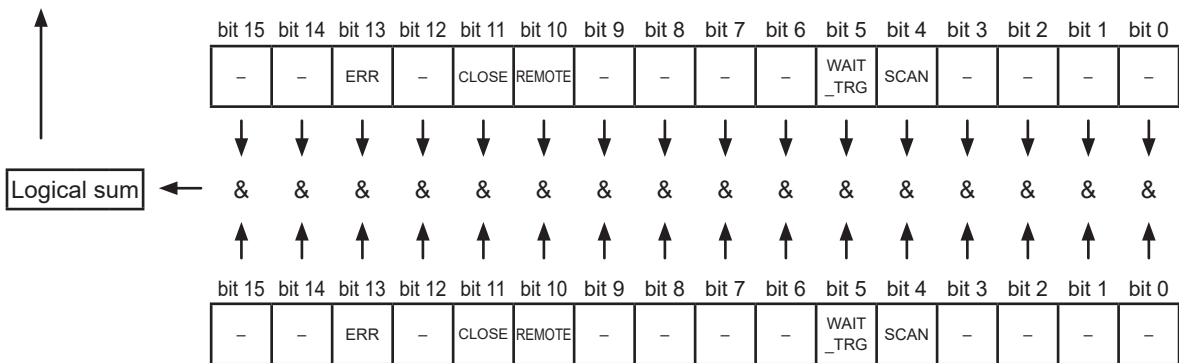 bit 15 bit 14 bit 13 bit 12 bit 11 bit 10 bit 9 bit 8 bit 7 bit 6 bit 5 bit 4 bit 3 bit 2 bit 1 bit 0
– – ERR – CLOSE REMOTE – – – – WAIT _TRG SCAN – – – –
Logical sum & & & & & & & & & & & & & & & &
bit 15 bit 14 bit 13 bit 12 bit 11 bit 10 bit 9 bit 8 bit 7 bit 6 bit 5 bit 4 bit 3 bit 2 bit 1 bit 0
– – ERR – CLOSE REMOTE – – – – WAIT _TRG SCAN – – – –